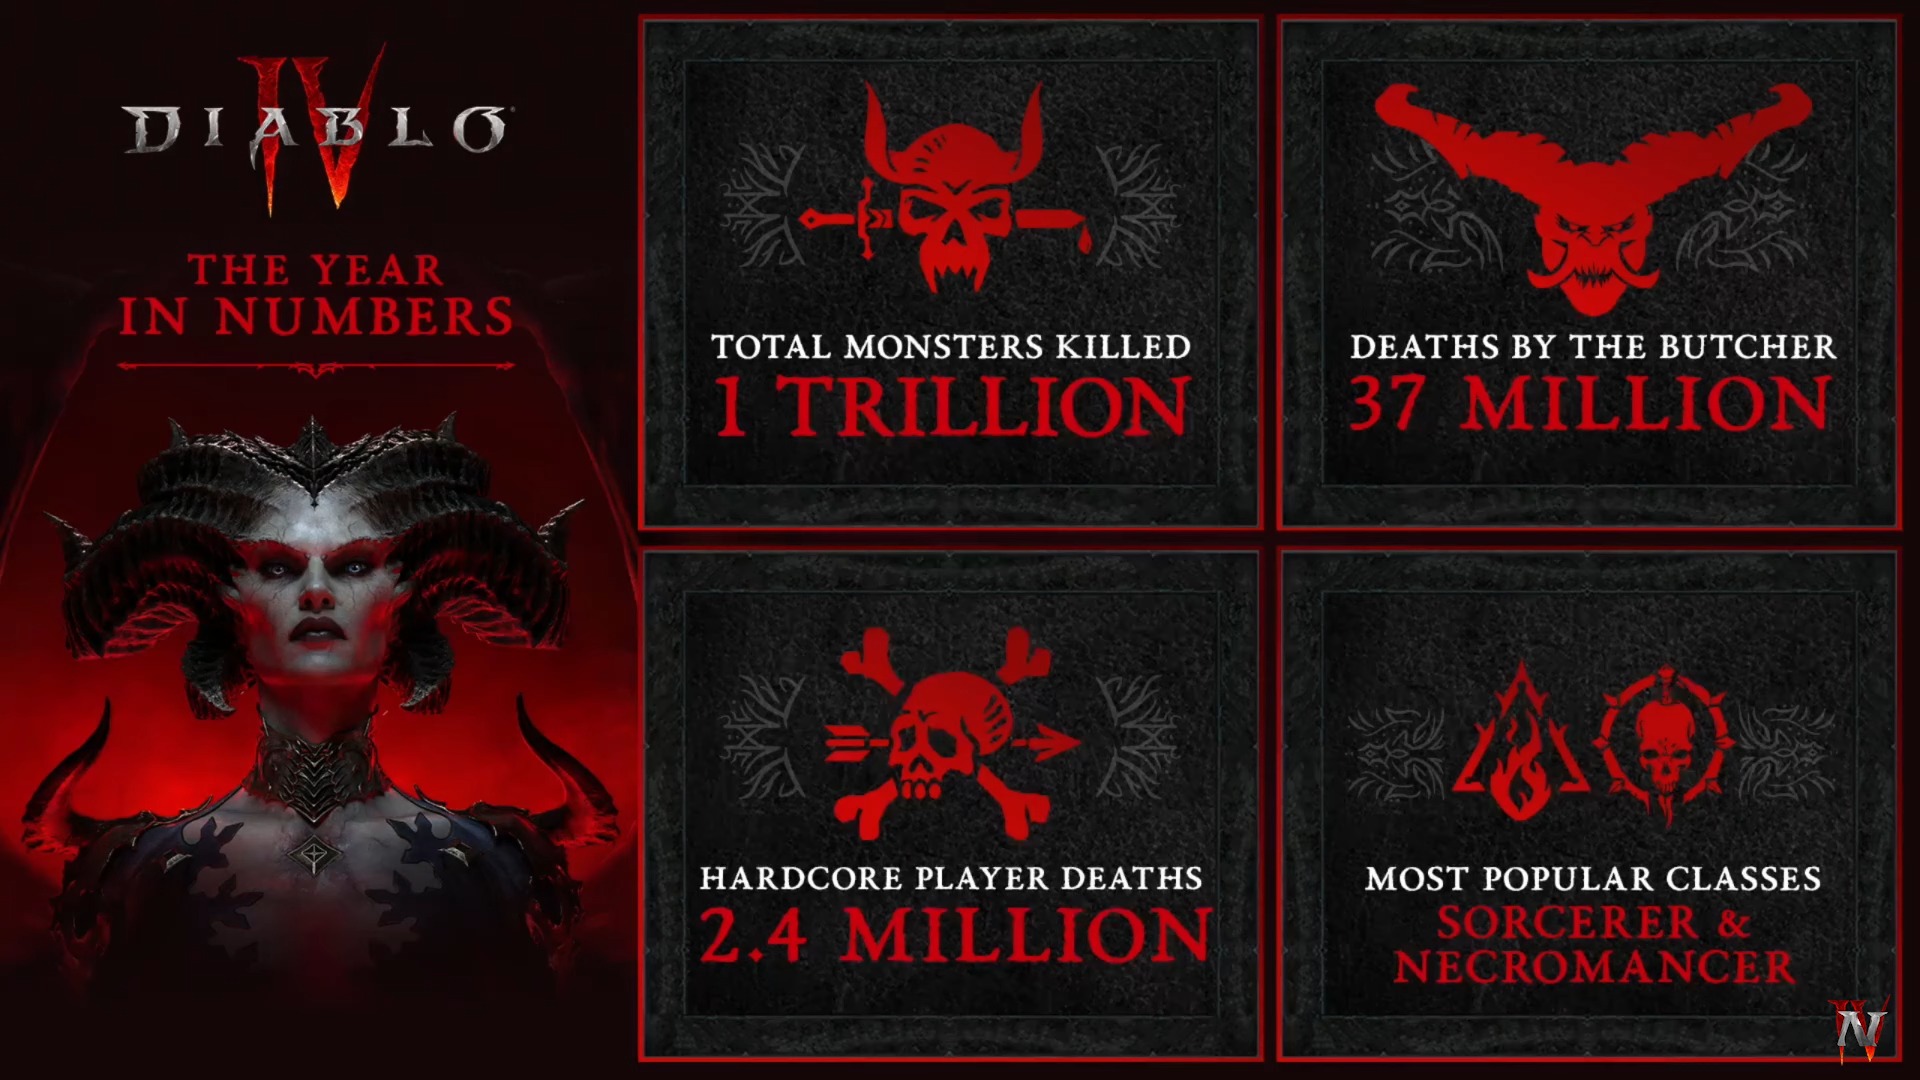 DIABLO
IV
THE YEAR
IN NUMBERS
TOTAL MONSTERS KILLED
1 TRILLION
DEATHS BY THE BUTCHER
37 MILLION
HARDCORE PLAYER DEATHS
2.4 MILLION
MOST POPULAR CLASSES
SORCERER &
NECROMANCER
IV
N